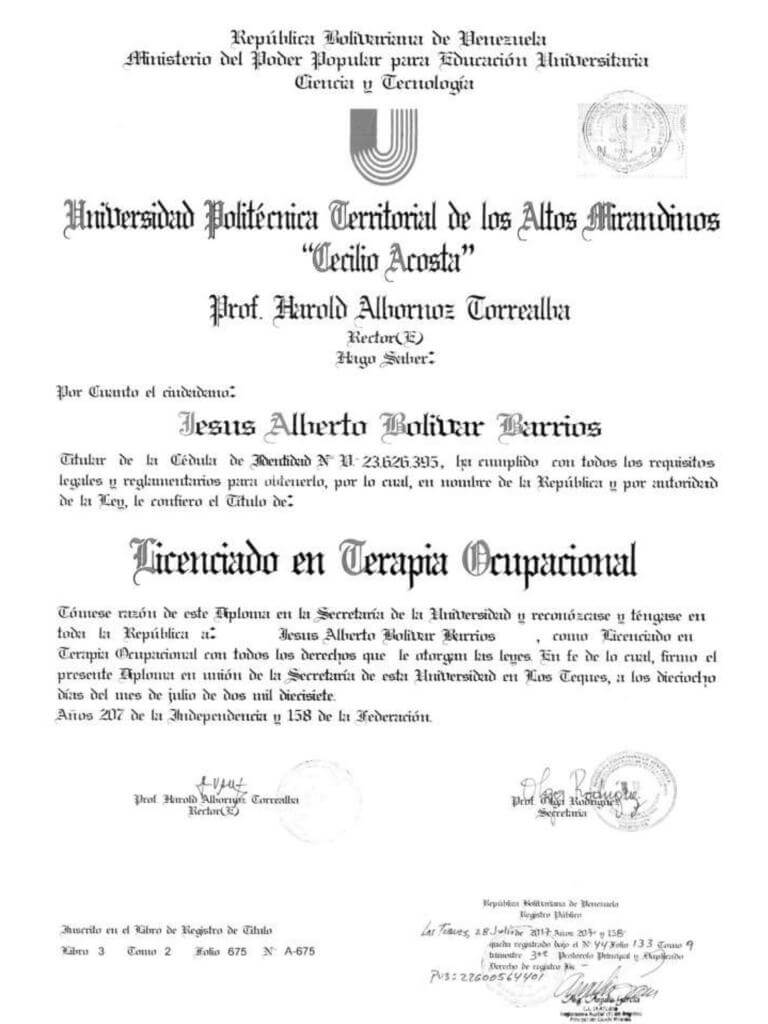 República Bolivariana de Venezuela
Ministerio del Poder Popular para Educación Universitaria
Ciencia y Tecnología
Universidad Politécnica Territorial de los Altos Mirandinos
“Cecilio Acosta”
Prof. Harold Albornoz Torrealba
Rector(E)
Hago Saber:
Por Cuanto el ciudadano:
Jesus Alberto Bolivar Barrios
Titular de la Cédula de Identidad N° V- 23.626.395, ha cumplido con todos los requisitos
legales y reglamentarios para obtenerlo, por lo cual, en nombre de la República y por autoridad
de la Ley, le confiero el Título de:
Licenciado en Terapia Ocupacional
Tómese razón de este Diploma en la Secretaría de la Universidad y reconózcase y téngase en
toda la República a: Jesus Alberto Bolivar Barrios , como Licenciado en
Terapia Ocupacional con todos los derechos que le otorgan las leyes. En fe de lo cual, firmo el
presente Diploma en unión de la Secretaría de esta Universidad en Los Teques, a los dieciocho
días del mes de julio de dos mil diecisiete.
Años 207 de la Independencia y 158 de la Federación.
Prof. Harold Albornoz Torrealba
Rector(E)
Olga Rodríguez
Prof. Olga Rodríguez
Secretaria
Inscrito en el Libro de Registro de Título
Libro 3 Tomo 2 Folio 675 N° A-675
República Bolivariana de Venezuela
Registro Público
Los Teques, 28 Julio de 2017 Años 207° y 158°
queda registrado bajo el N° 44 Folio 133 Tomo 9
trimestre 3er Protocolo Principal y Duplicado
Derecho de registro Bs. -
PUB: 22600564401